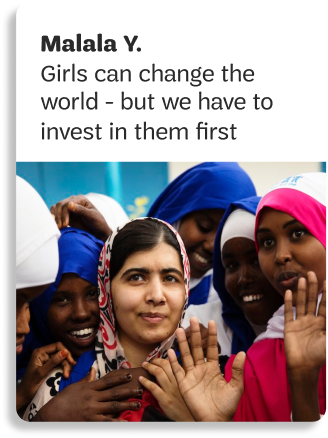 Malala Y.
Girls can change the
world - but we have to
invest in them first